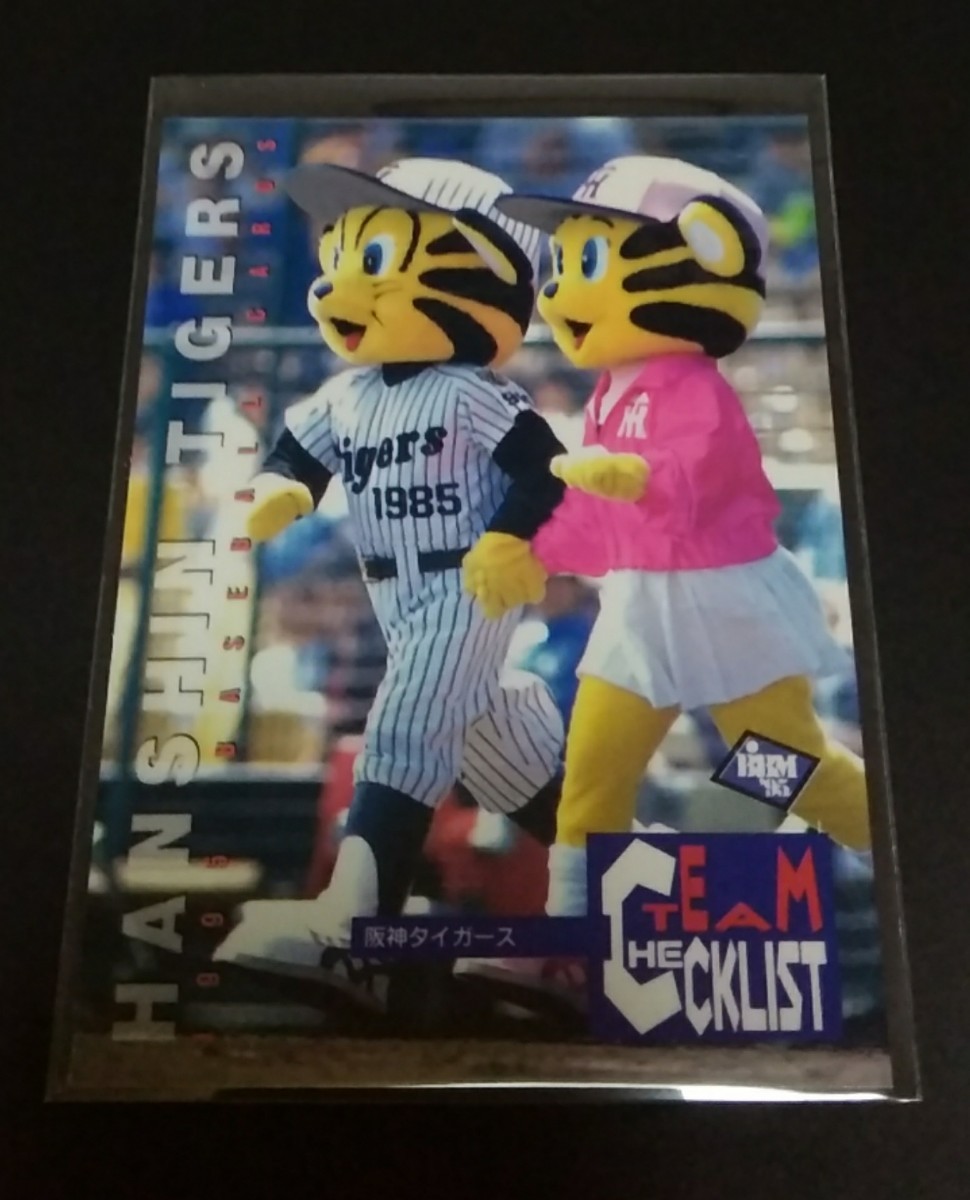 HANSHIN TIGERS
1995 BASEBALL CARDS
Tigers
1985
BBM
'95
阪神タイガース
TEAM
CHECKLIST